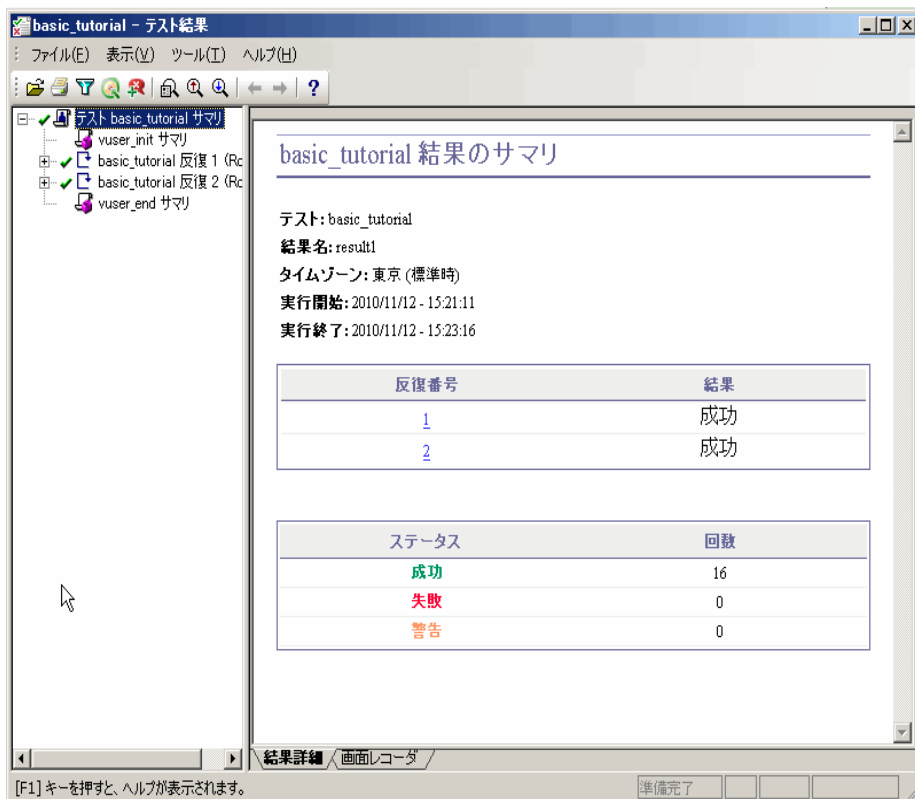 basic_tutorial - テスト結果
ファイル(F) 表示(V) ツール(T) ヘルプ(H)
テスト basic_tutorial サマリ
vuser_init サマリ
basic_tutorial 反復 1 (Ro
basic_tutorial 反復 2 (Ro
vuser_end サマリ
basic_tutorial 結果のサマリ
テスト: basic_tutorial
結果名: result1
タイムゾーン: 東京 (標準時)
実行開始: 2010/11/12 - 15:21:11
実行終了: 2010/11/12 - 15:23:16
反復番号 結果
1 成功
2 成功
ステータス 回数
成功 16
失敗 0
警告 0
結果詳細 画面レコーダ
[F1] キーを押すと、ヘルプが表示されます。 準備完了